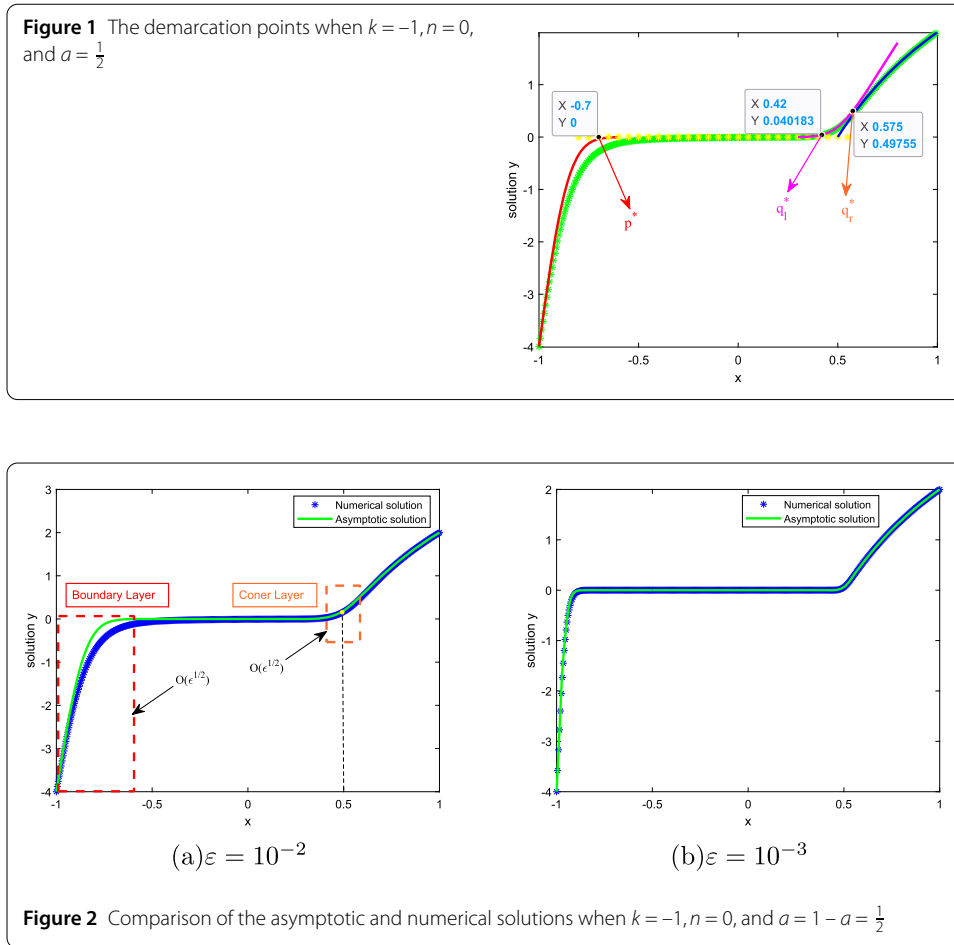 Figure 1 The demarcation points when k = –1, n = 0,
and a = 1/2
2
1
0
-1
-2
-3
-4
-1
-0.5
0
0.5
1
solution y
x
X -0.7
Y 0
X 0.42
Y 0.040183
X 0.575
Y 0.49755
p*
q_l*
q_r*
3
2
1
0
-1
-2
-3
-4
-1
-0.5
0
0.5
1
solution y
x
Numerical solution
Asymptotic solution
Boundary Layer
Coner Layer
O(ϵ^{1/2})
O(ϵ^{1/2})
(a)ε = 10^{−2}
2
1
0
-1
-2
-3
-4
-1
-0.5
0
0.5
1
solution y
x
Numerical solution
Asymptotic solution
(b)ε = 10^{−3}
Figure 2 Comparison of the asymptotic and numerical solutions when k = –1, n = 0, and a = 1 – a = 1/2